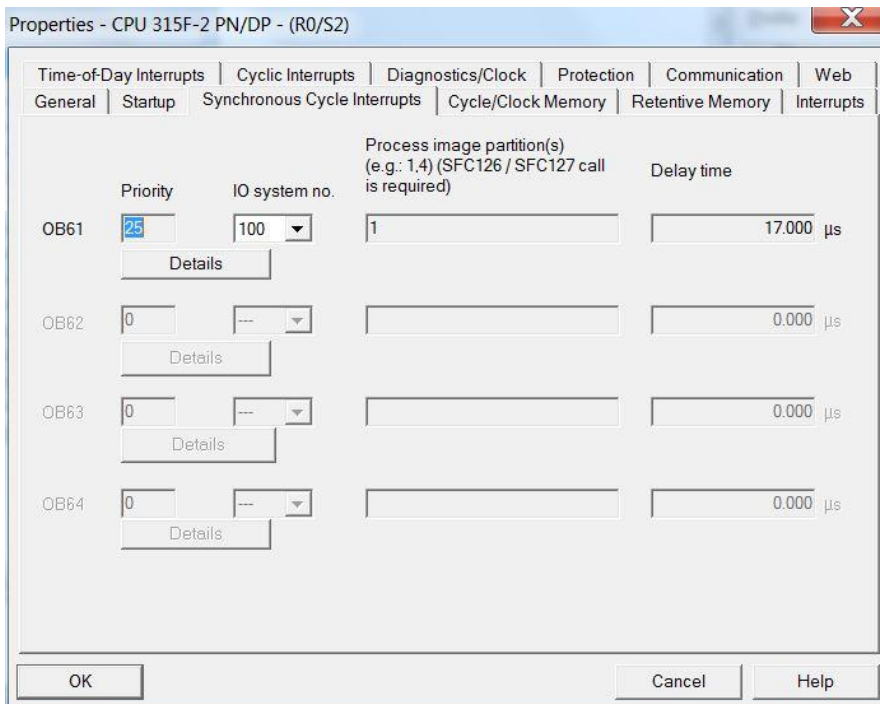 Properties - CPU 315F-2 PN/DP - (R0/S2)
Time-of-Day Interrupts Cyclic Interrupts Diagnostics/Clock Protection Communication Web
General Startup Synchronous Cycle Interrupts Cycle/Clock Memory Retentive Memory Interrupts
Process image partition(s)
(e.g.: 1,4) (SFC126 / SFC127 call
is required)
Priority IO system no. Delay time
OB61 25 100 1 17.000 µs
Details
OB62 0 --- 0.000 µs
Details
OB63 0 --- 0.000 µs
Details
OB64 0 --- 0.000 µs
Details
OK Cancel Help